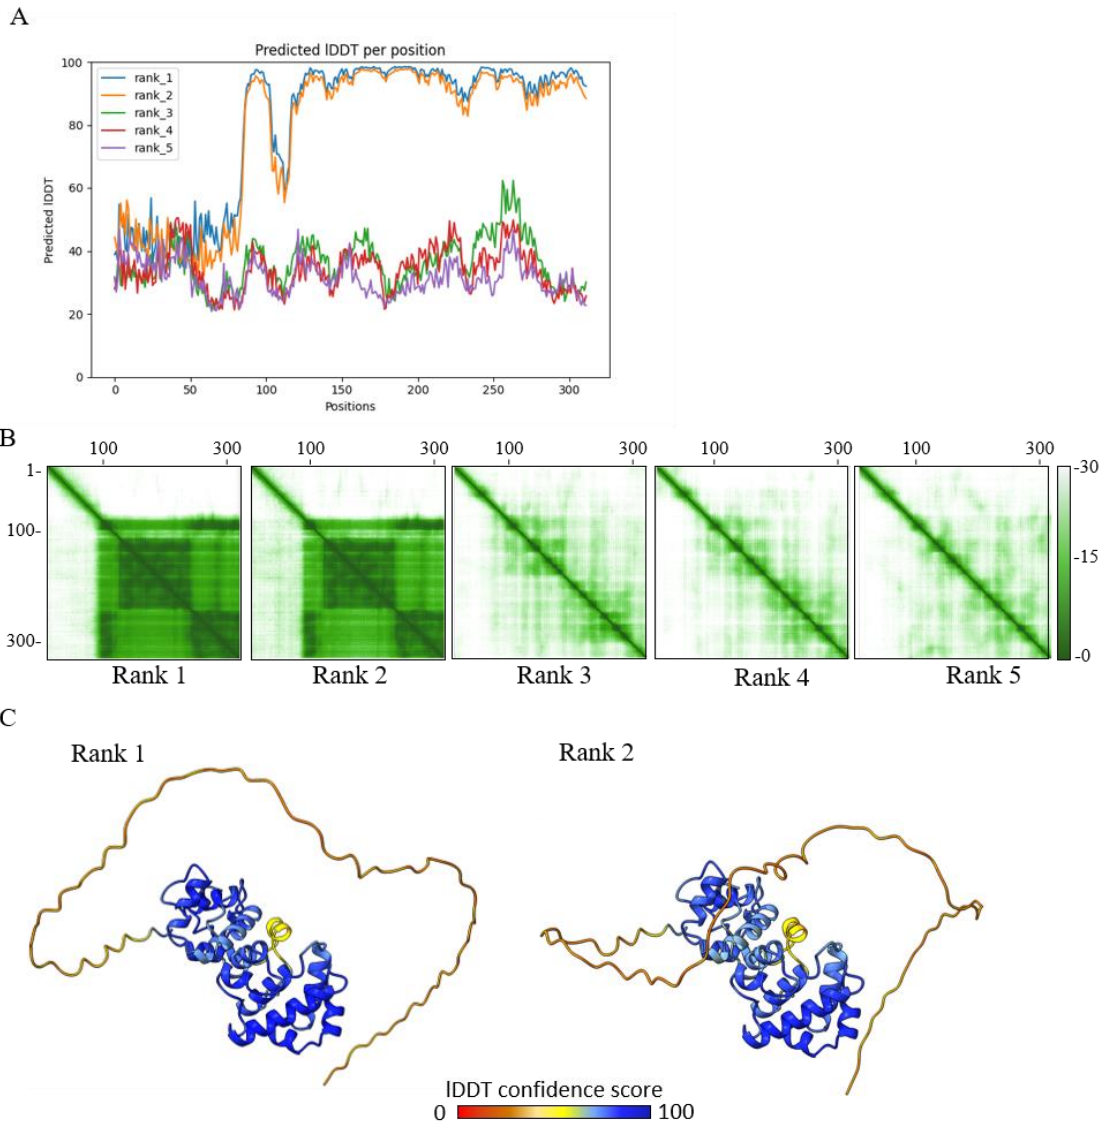 A
Predicted lDDT per position
100
80
60
40
20
0
Predicted lDDT
rank_1
rank_2
rank_3
rank_4
rank_5
0 50 100 150 200 250 300
Positions
B
100 300 100 300 100 300 100 300 100 300
1-
100-
300-
-30
-15
-0
Rank 1 Rank 2 Rank 3 Rank 4 Rank 5
C
Rank 1 Rank 2
lDDT confidence score
0 100